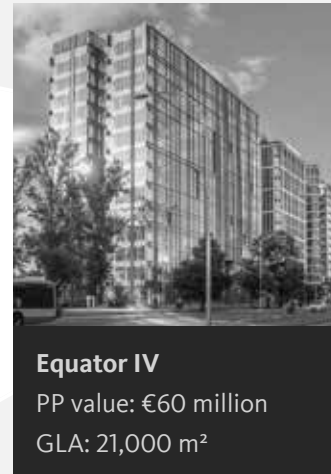 Equator IV
PP value: €60 million
GLA: 21,000 m²